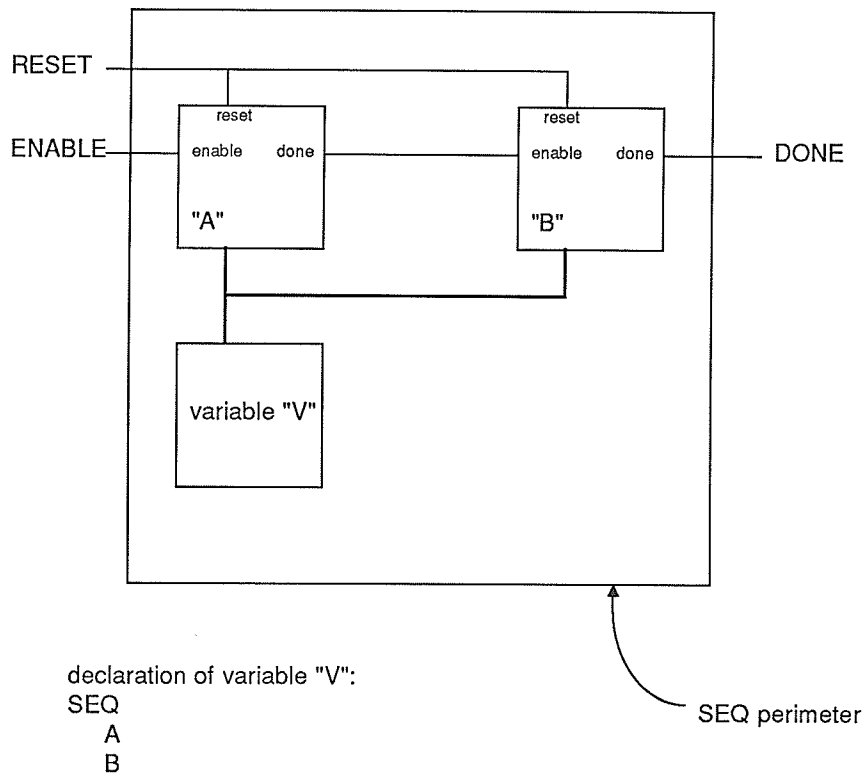 RESET
reset
reset
ENABLE
enable done
enable done
DONE
"A"
"B"
variable "V"
declaration of variable "V":
SEQ
A
B
SEQ perimeter